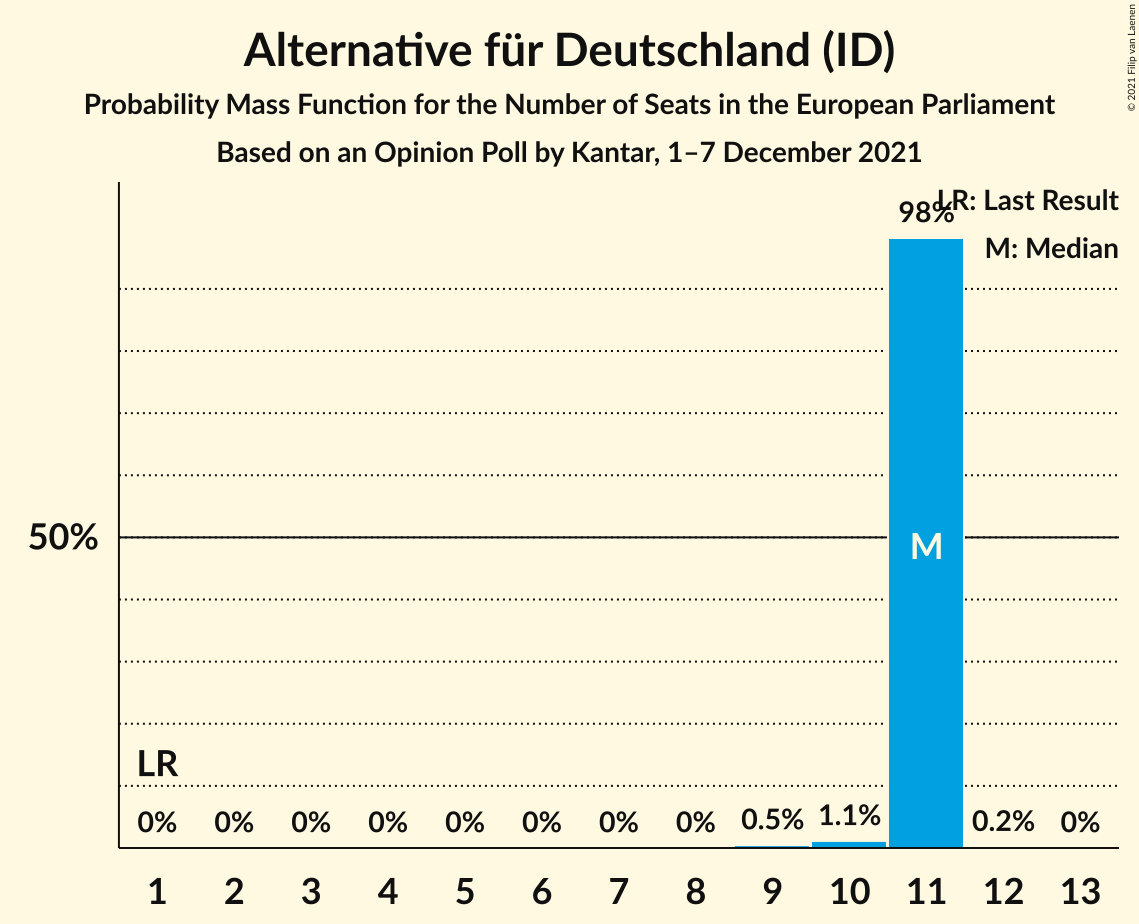 Alternative für Deutschland (ID)
Probability Mass Function for the Number of Seats in the European Parliament
Based on an Opinion Poll by Kantar, 1–7 December 2021
© 2021 Filip van Laenen
LR: Last Result
M: Median
98%
50%
M
LR
0% 0% 0% 0% 0% 0% 0% 0% 0.5% 1.1% 0.2% 0%
1 2 3 4 5 6 7 8 9 10 11 12 13